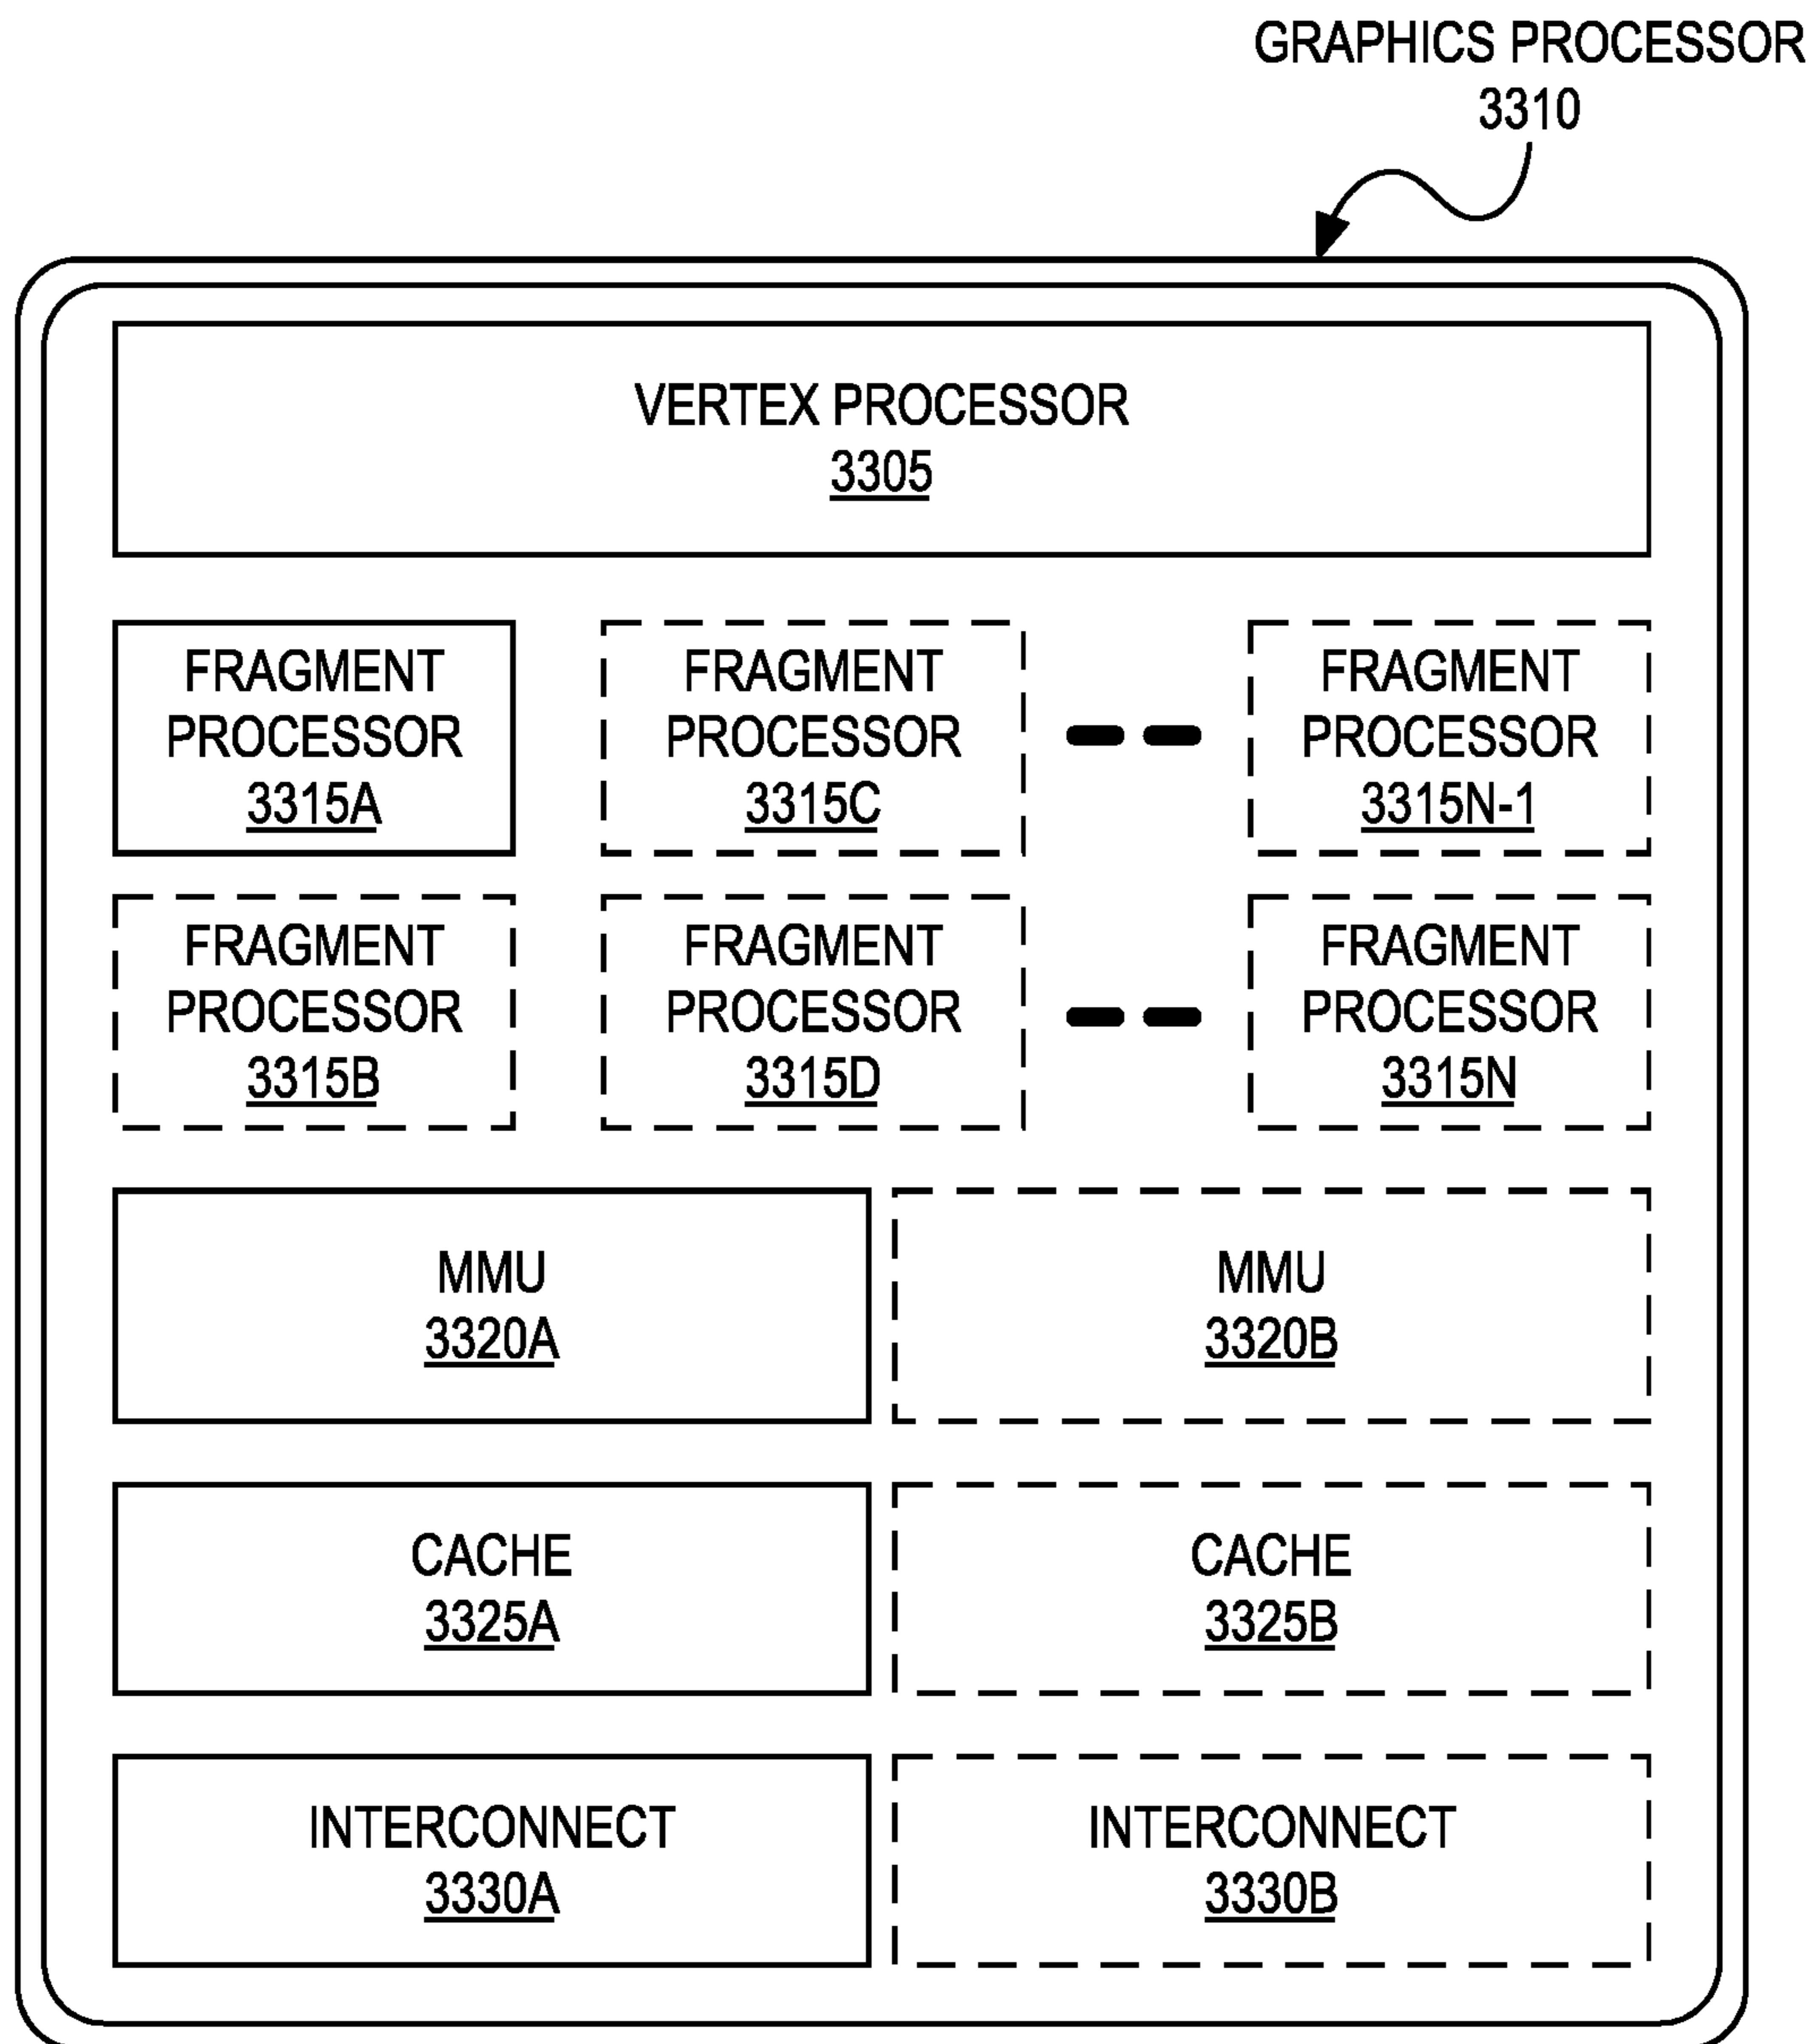 GRAPHICS PROCESSOR
3310
VERTEX PROCESSOR
3305
FRAGMENT
PROCESSOR
3315A
FRAGMENT
PROCESSOR
3315C
FRAGMENT
PROCESSOR
3315N-1
FRAGMENT
PROCESSOR
3315B
FRAGMENT
PROCESSOR
3315D
FRAGMENT
PROCESSOR
3315N
MMU
3320A
MMU
3320B
CACHE
3325A
CACHE
3325B
INTERCONNECT
3330A
INTERCONNECT
3330B